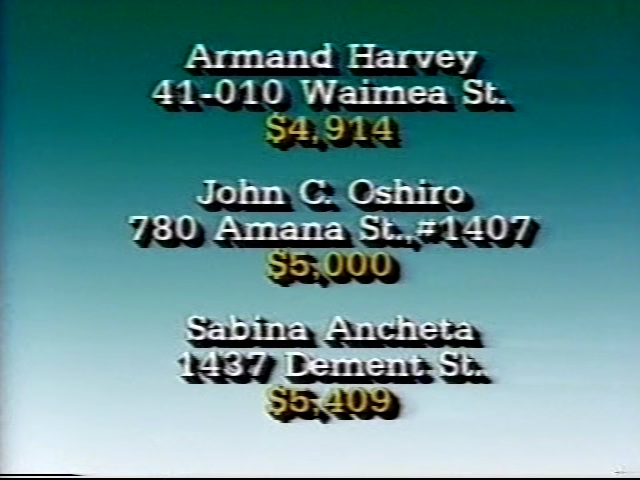 Armand Harvey
41-010 Waimea St.
$4,914
John C. Oshiro
780 Amana St.,#1407
$5,000
Sabina Ancheta
1437 Dement St.
$5,409